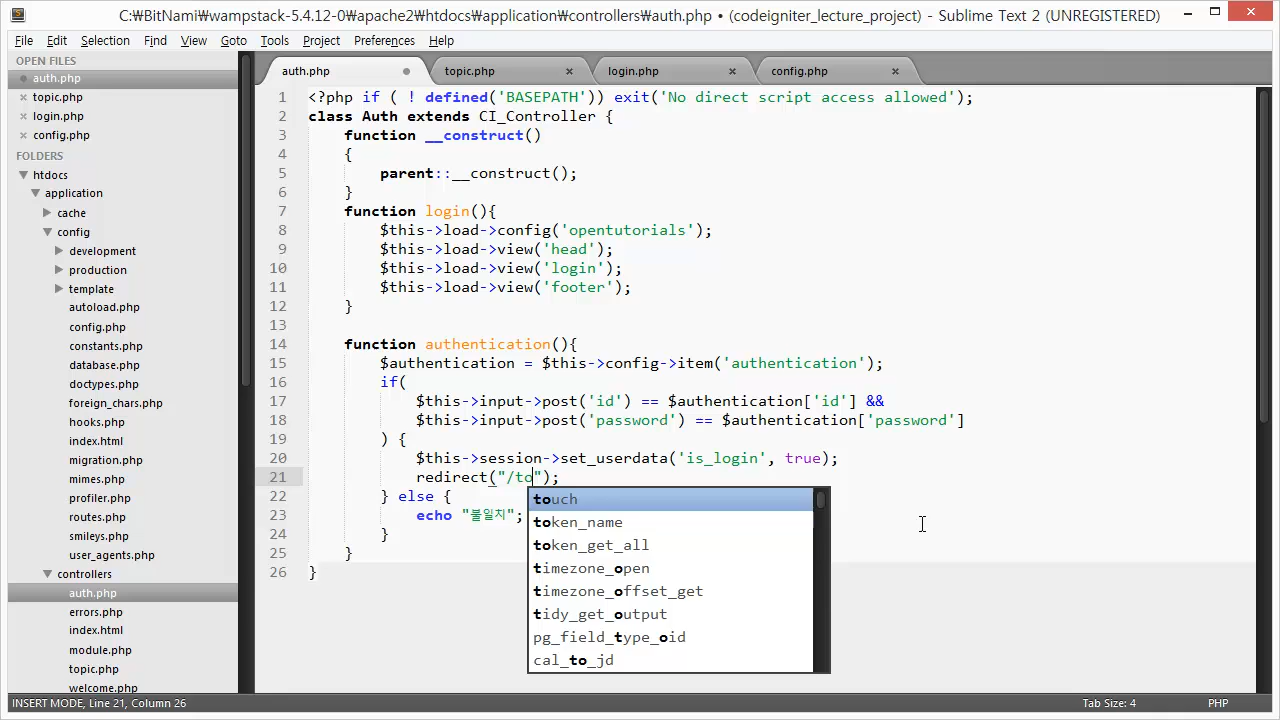 C:₩BitNami₩wampstack-5.4.12-0₩apache2₩htdocs₩application₩controllers₩auth.php • (codeigniter_lecture_project) - Sublime Text 2 (UNREGISTERED)
File Edit Selection Find View Goto Tools Project Preferences Help
OPEN FILES
auth.php
topic.php
login.php
config.php
FOLDERS
htdocs
application
cache
config
development
production
template
autoload.php
config.php
constants.php
database.php
doctypes.php
foreign_chars.php
hooks.php
index.html
migration.php
mimes.php
profiler.php
routes.php
smileys.php
user_agents.php
controllers
auth.php
errors.php
index.html
module.php
topic.php
welcome.php
auth.php topic.php login.php config.php
1 <?php if ( ! defined('BASEPATH')) exit('No direct script access allowed');
2 class Auth extends CI_Controller {
3 function __construct()
4 {
5 parent::__construct();
6 }
7 function login(){
8 $this->load->config('opentutorials');
9 $this->load->view('head');
10 $this->load->view('login');
11 $this->load->view('footer');
12 }
13
14 function authentication(){
15 $authentication = $this->config->item('authentication');
16 if(
17 $this->input->post('id') == $authentication['id'] &&
18 $this->input->post('password') == $authentication['password']
19 ) {
20 $this->session->set_userdata('is_login', true);
21 redirect("/to");
22 } else {
23 echo "불일치";
24 }
25 }
26 }
touch
token_name
token_get_all
timezone_open
timezone_offset_get
tidy_get_output
pg_field_type_oid
cal_to_jd
INSERT MODE, Line 21, Column 26 Tab Size: 4 PHP